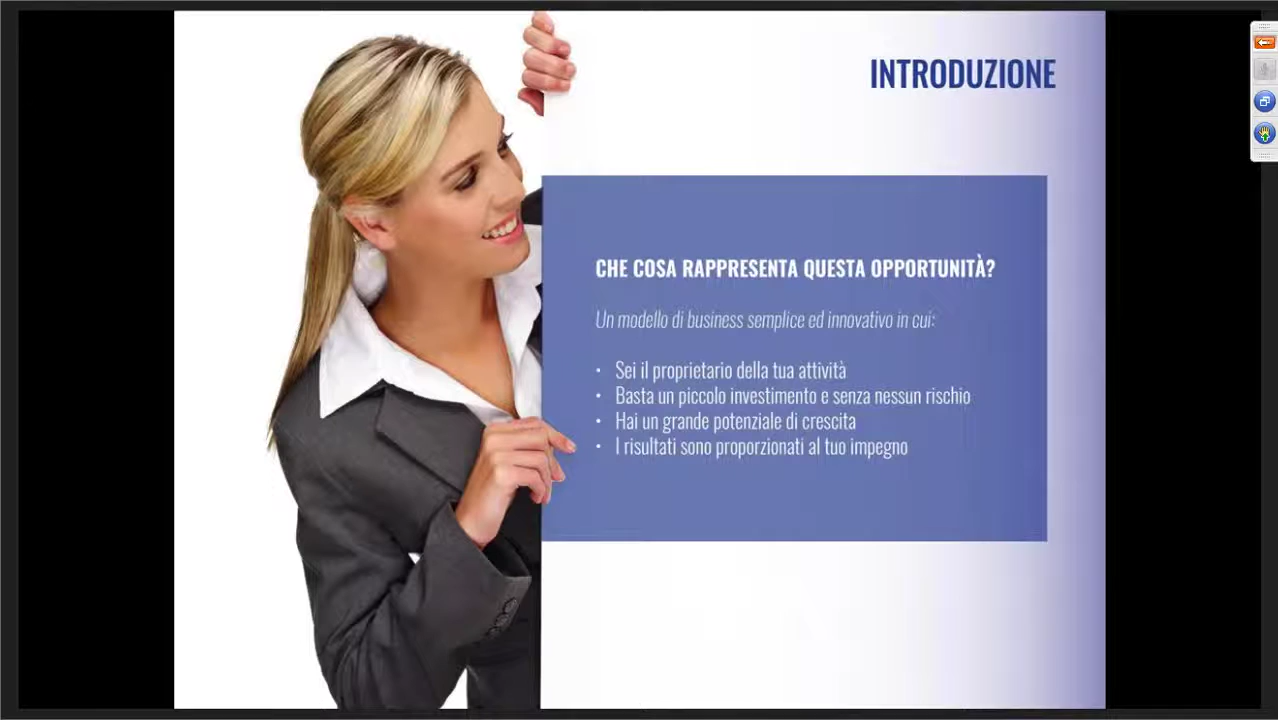 INTRODUZIONE
CHE COSA RAPPRESENTA QUESTA OPPORTUNITÀ?
Un modello di business semplice ed innovativo in cui:
• Sei il proprietario della tua attività
• Basta un piccolo investimento e senza nessun rischio
• Hai un grande potenziale di crescita
• I risultati sono proporzionati al tuo impegno